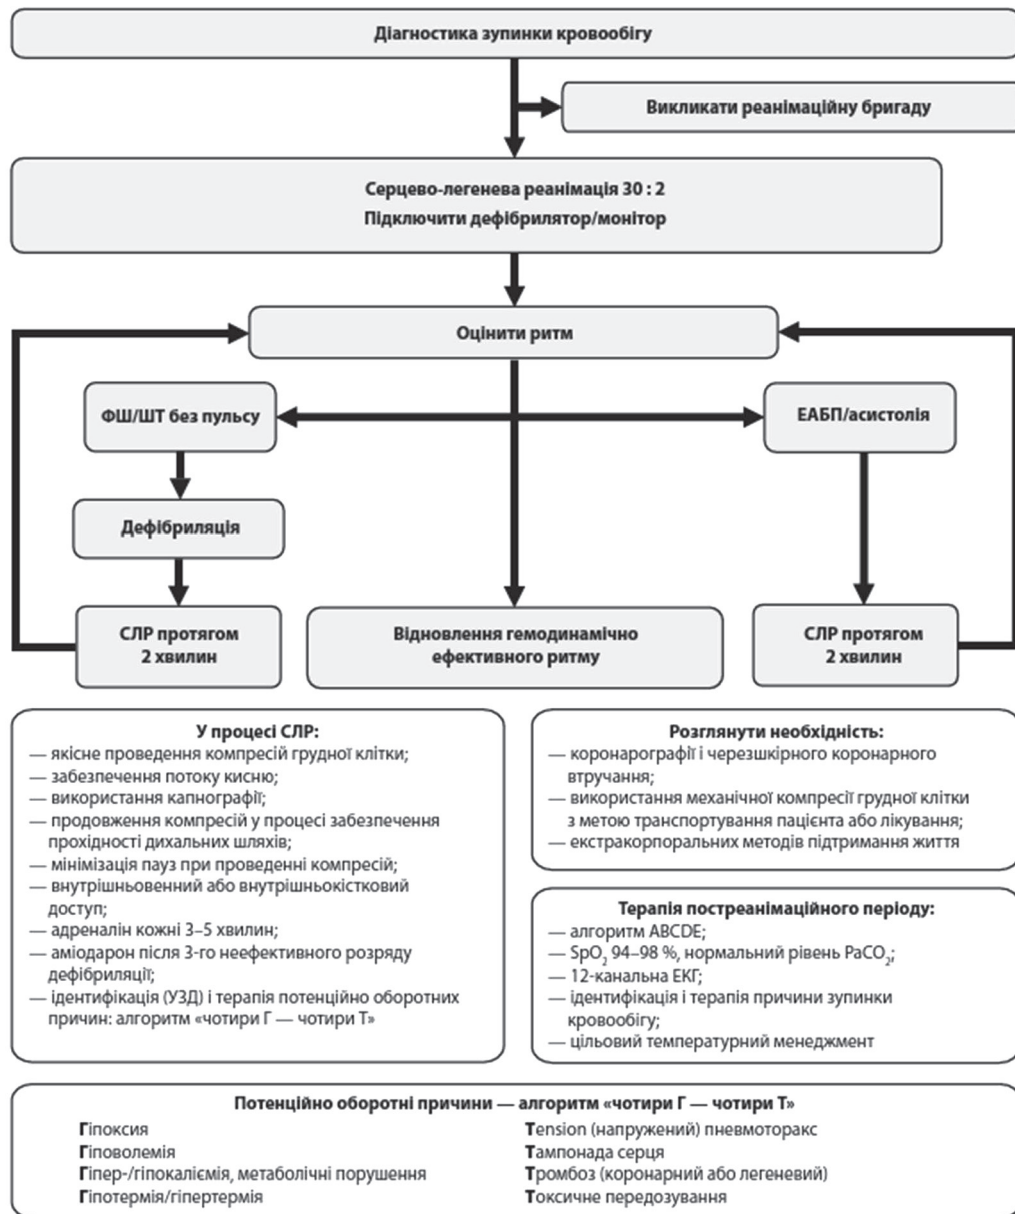 Діагностика зупинки кровообігу
Викликати реанімаційну бригаду
Серцево-легенева реанімація 30 : 2
Підключити дефібрилятор/монітор
Оцінити ритм
ФШ/ШТ без пульсу
ЕАБП/асистолія
Дефібриляція
СЛР протягом
2 хвилин
Відновлення гемодинамічно
ефективного ритму
СЛР протягом
2 хвилин
У процесі СЛР:
— якісне проведення компресій грудної клітки;
— забезпечення потоку кисню;
— використання капнографії;
— продовження компресій у процесі забезпечення
прохідності дихальних шляхів;
— мінімізація пауз при проведенні компресій;
— внутрішньовенний або внутрішньокістковий
доступ;
— адреналін кожні 3–5 хвилин;
— аміодарон після 3-го неефективного розряду
дефібриляції;
— ідентифікація (УЗД) і терапія потенційно оборотних
причин: алгоритм «чотири Г — чотири Т»
Розглянути необхідність:
— коронарографії і черезшкірного коронарного
втручання;
— використання механічної компресії грудної клітки
з метою транспортування пацієнта або лікування;
— екстракорпоральних методів підтримання життя
Терапія постреанімаційного періоду:
— алгоритм ABCDE;
— SpO₂ 94–98 %, нормальний рівень PaCO₂;
— 12-канальна ЕКГ;
— ідентифікація і терапія причини зупинки
кровообігу;
— цільовий температурний менеджмент
Потенційно оборотні причини — алгоритм «чотири Г — чотири Т»
Гіпоксия
Гіповолемія
Гіпер-/гіпокаліємія, метаболічні порушення
Гіпотермія/гіпертермія
Tension (напружений) пневмоторакс
Тампонада серця
Тромбоз (коронарний або легеневий)
Токсичне передозування